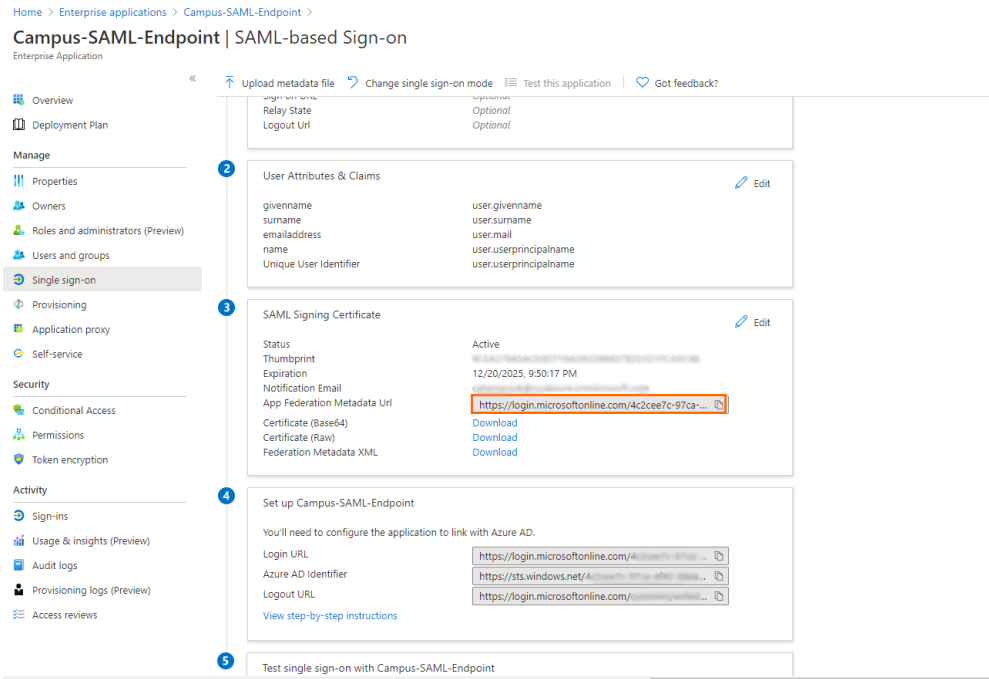 Home > Enterprise applications > Campus-SAML-Endpoint >
Campus-SAML-Endpoint | SAML-based Sign-on
Enterprise Application
«
Upload metadata file Change single sign-on mode Test this application Got feedback?
Overview
Deployment Plan
Manage
Properties
Owners
Roles and administrators (Preview)
Users and groups
Single sign-on
Provisioning
Application proxy
Self-service
Security
Conditional Access
Permissions
Token encryption
Activity
Sign-ins
Usage & insights (Preview)
Audit logs
Provisioning logs (Preview)
Access reviews
Sign on URL Optional
Relay State Optional
Logout Url Optional
2
User Attributes & Claims
Edit
givenname user.givenname
surname user.surname
emailaddress user.mail
name user.userprincipalname
Unique User Identifier user.userprincipalname
3
SAML Signing Certificate
Edit
Status Active
Thumbprint
Expiration 12/20/2025, 9:50:17 PM
Notification Email
App Federation Metadata Url https://login.microsoftonline.com/4c2cee7c-97ca-...
Certificate (Base64) Download
Certificate (Raw) Download
Federation Metadata XML Download
4
Set up Campus-SAML-Endpoint
You'll need to configure the application to link with Azure AD.
Login URL https://login.microsoftonline.com/4 ...
Azure AD Identifier https://sts.windows.net/4 ...
Logout URL https://login.microsoftonline.com/ ...
View step-by-step instructions
5
Test single sign-on with Campus-SAML-Endpoint